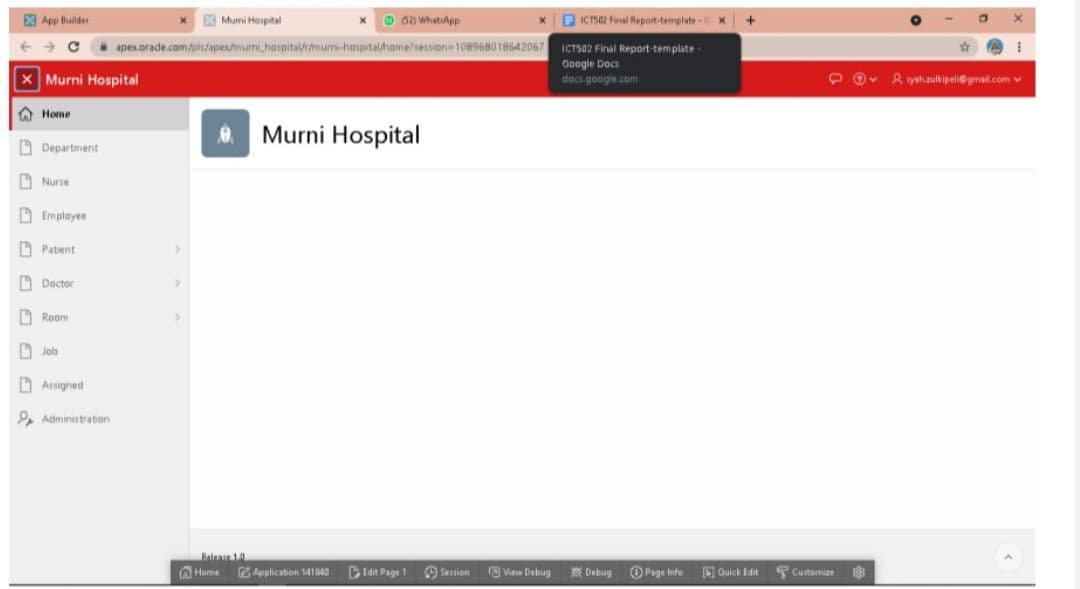 App Builder
Murni Hospital
(52) WhatsApp
ICT502 Final Report-template - G
apex.oracle.com/pls/apex/murni_hospital/r/murni-hospital/home?session=108968018642067
ICT502 Final Report-template -
Google Docs
docs.google.com
Murni Hospital
syah.zulkipeli@gmail.com
Home
Murni Hospital
Department
Nurse
Employee
Patient
Doctor
Room
Job
Assigned
Administration
Release 1.0
Home
Application 141840
Edit Page 1
Session
View Debug
Debug
Page Info
Quick Edit
Customize